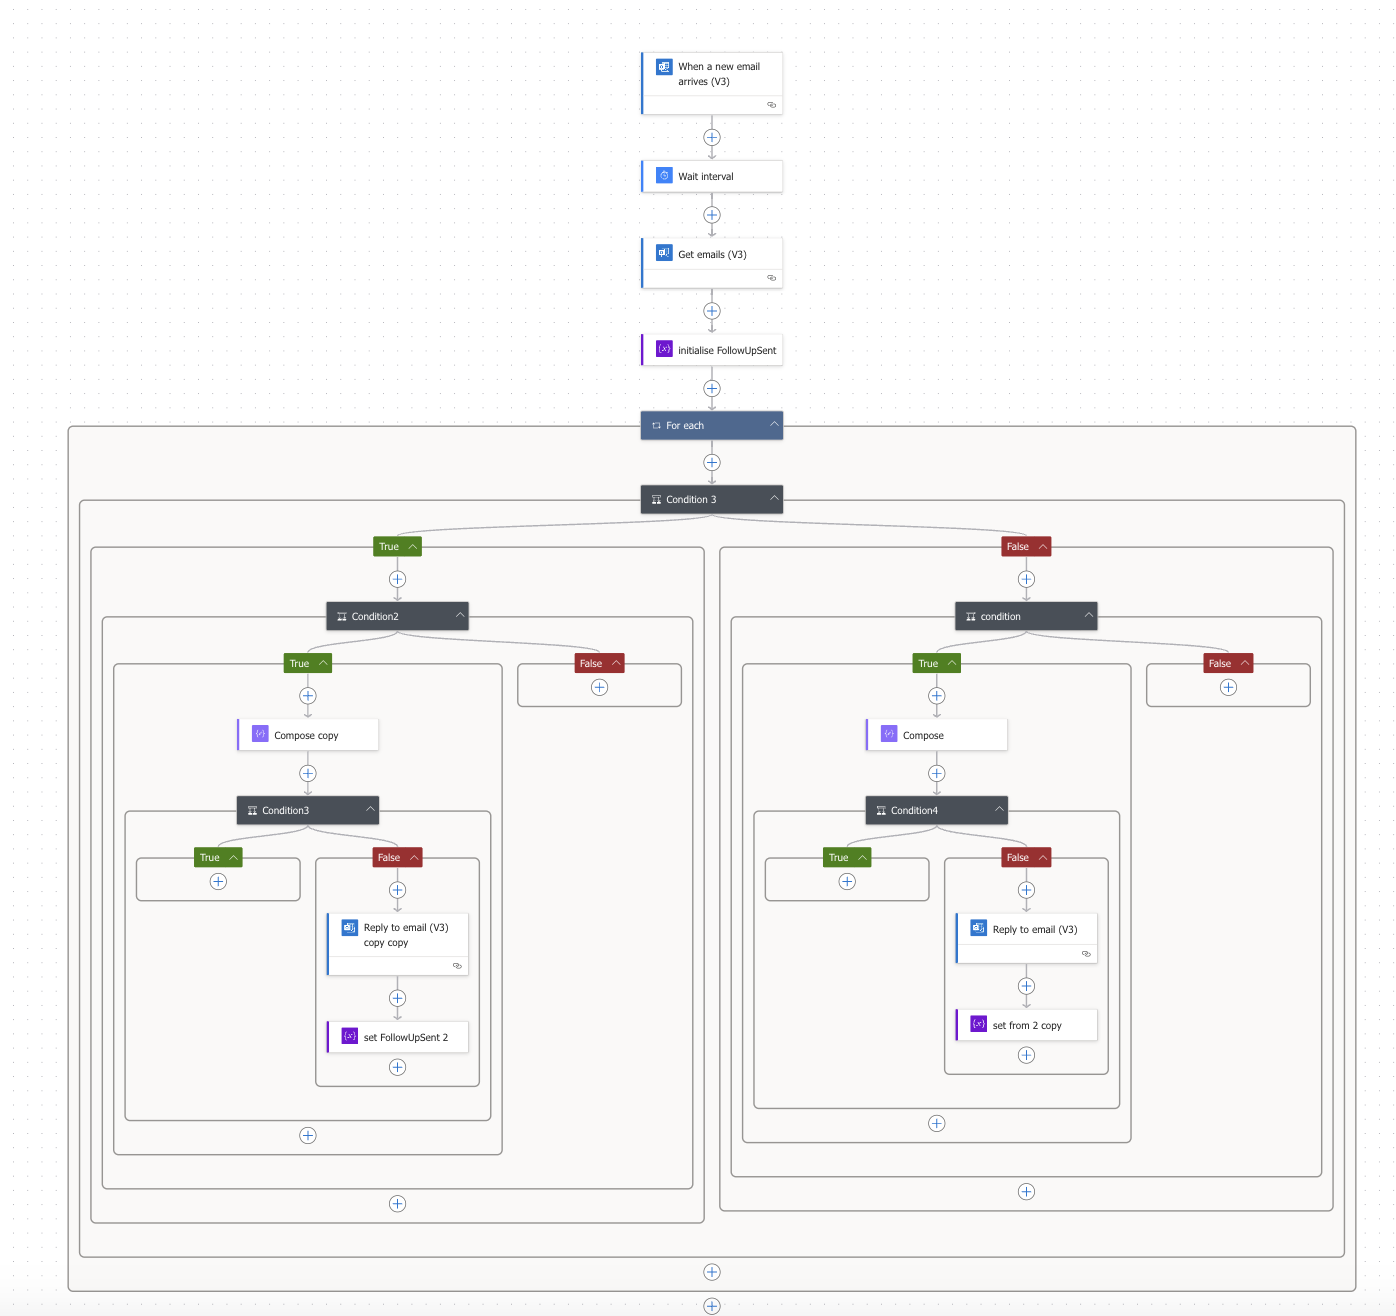 When a new email
arrives (V3)
Wait interval
Get emails (V3)
initialise FollowUpSent
For each
Condition 3
True
False
Condition2
condition
True
False
True
False
Compose copy
Compose
Condition3
Condition4
True
False
True
False
Reply to email (V3)
copy copy
Reply to email (V3)
set FollowUpSent 2
set from 2 copy